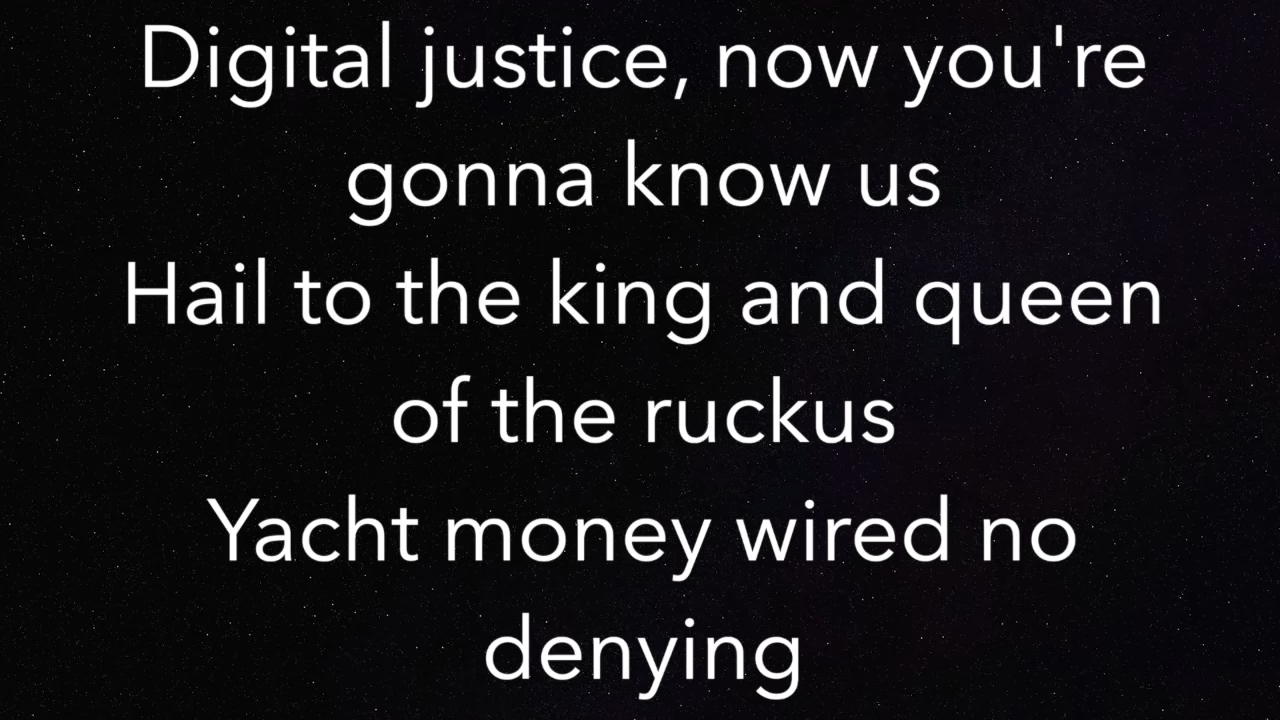 Digital justice, now you're
gonna know us
Hail to the king and queen
of the ruckus
Yacht money wired no
denying